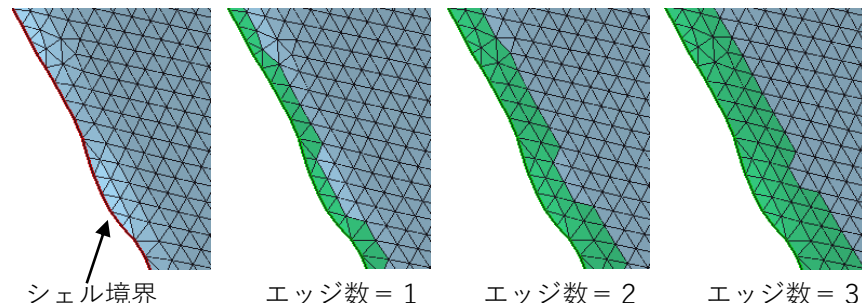 シェル境界
エッジ数 = 1
エッジ数 = 2
エッジ数 = 3